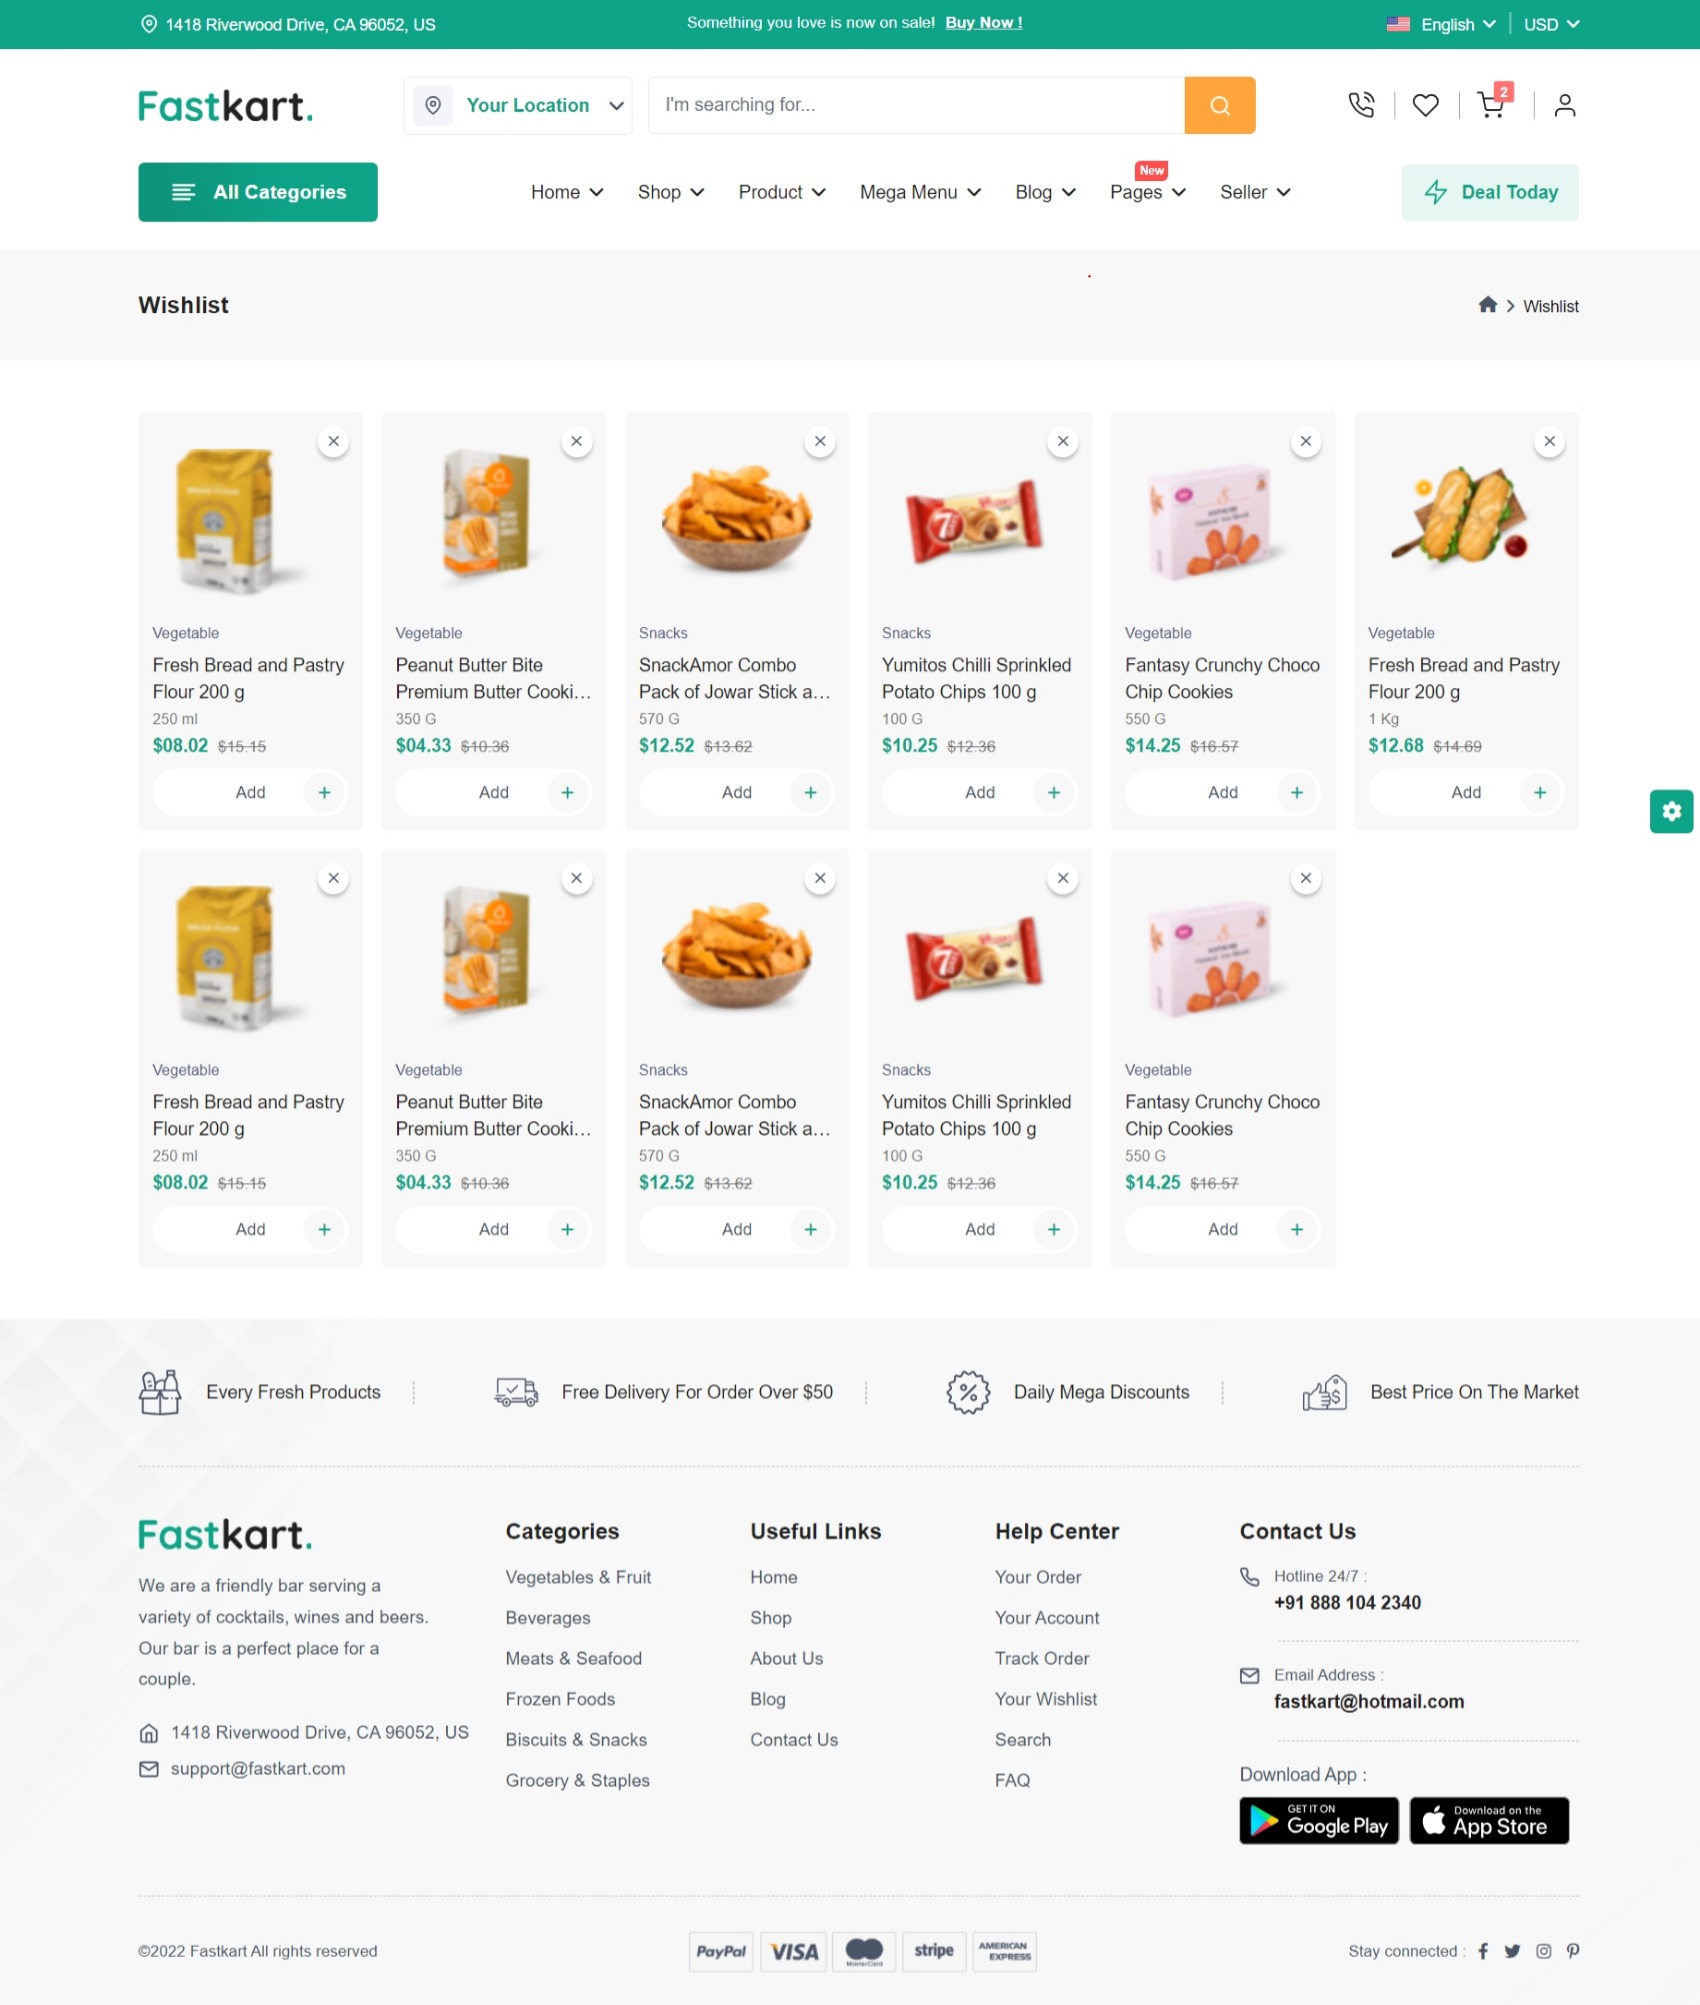 1418 Riverwood Drive, CA 96052, US
Something you love is now on sale! Buy Now !
English
USD
Fastkart.
Your Location
I'm searching for...
2
All Categories
Home
Shop
Product
Mega Menu
Blog
New
Pages
Seller
Deal Today
Wishlist
Wishlist
Vegetable
Fresh Bread and Pastry
Flour 200 g
250 ml
$08.02 $15.15
Add +
Vegetable
Peanut Butter Bite
Premium Butter Cooki...
350 G
$04.33 $10.36
Add +
Snacks
SnackAmor Combo
Pack of Jowar Stick a...
570 G
$12.52 $13.62
Add +
Snacks
Yumitos Chilli Sprinkled
Potato Chips 100 g
100 G
$10.25 $12.36
Add +
Vegetable
Fantasy Crunchy Choco
Chip Cookies
550 G
$14.25 $16.57
Add +
Vegetable
Fresh Bread and Pastry
Flour 200 g
1 Kg
$12.68 $14.69
Add +
Vegetable
Fresh Bread and Pastry
Flour 200 g
250 ml
$08.02 $15.15
Add +
Vegetable
Peanut Butter Bite
Premium Butter Cooki...
350 G
$04.33 $10.36
Add +
Snacks
SnackAmor Combo
Pack of Jowar Stick a...
570 G
$12.52 $13.62
Add +
Snacks
Yumitos Chilli Sprinkled
Potato Chips 100 g
100 G
$10.25 $12.36
Add +
Vegetable
Fantasy Crunchy Choco
Chip Cookies
550 G
$14.25 $16.57
Add +
Every Fresh Products
Free Delivery For Order Over $50
Daily Mega Discounts
Best Price On The Market
Fastkart.
We are a friendly bar serving a
variety of cocktails, wines and beers.
Our bar is a perfect place for a
couple.
1418 Riverwood Drive, CA 96052, US
support@fastkart.com
Categories
Vegetables & Fruit
Beverages
Meats & Seafood
Frozen Foods
Biscuits & Snacks
Grocery & Staples
Useful Links
Home
Shop
About Us
Blog
Contact Us
Help Center
Your Order
Your Account
Track Order
Your Wishlist
Search
FAQ
Contact Us
Hotline 24/7 :
+91 888 104 2340
Email Address :
fastkart@hotmail.com
Download App :
GET IT ON
Google Play
Download on the
App Store
©2022 Fastkart All rights reserved
PayPal
VISA
MasterCard
stripe
AMERICAN
EXPRESS
Stay connected :